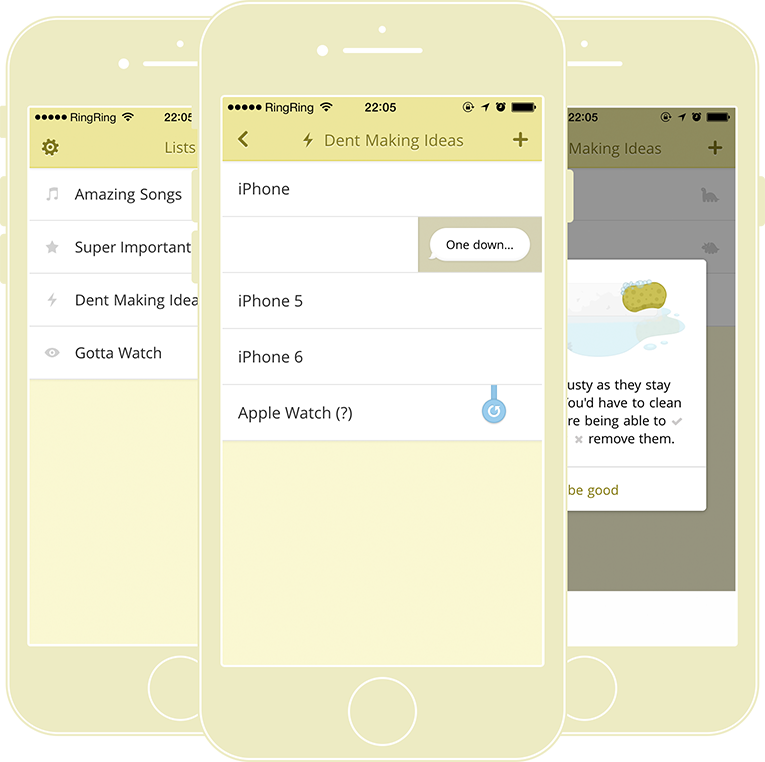 RingRing
22:05
Lists
Amazing Songs
Super Important
Dent Making Idea
Gotta Watch
RingRing
22:05
Dent Making Ideas
iPhone
One down...
iPhone 5
iPhone 6
Apple Watch (?)
22:05
Making Ideas
usty as they stay
You'd have to clean
re being able to
remove them.
be good